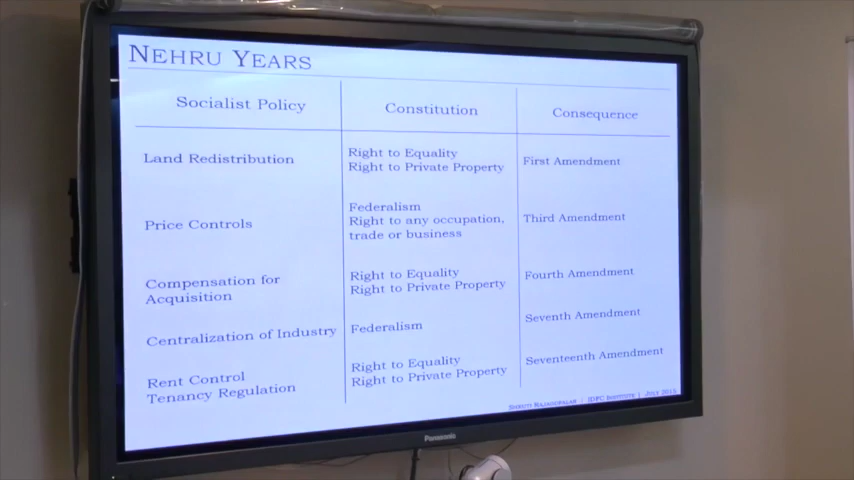 NEHRU YEARS
Socialist Policy
Constitution
Consequence
Land Redistribution
Right to Equality
Right to Private Property
First Amendment
Price Controls
Federalism
Right to any occupation,
trade or business
Third Amendment
Compensation for
Acquisition
Right to Equality
Right to Private Property
Fourth Amendment
Centralization of Industry
Federalism
Seventh Amendment
Rent Control
Tenancy Regulation
Right to Equality
Right to Private Property
Seventeenth Amendment
SHRUTI RAJAGOPALAN | IDFC INSTITUTE | JULY 2015
Panasonic